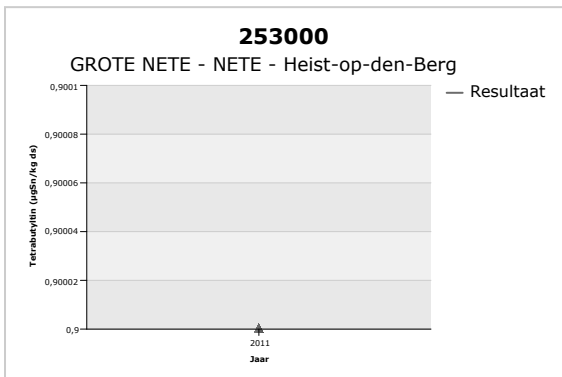 253000
GROTE NETE - NETE - Heist-op-den-Berg
Resultaat
Tetrabutyltin (µgSn/kg ds)
0,9001
0,90008
0,90006
0,90004
0,90002
0,9
2011
Jaar